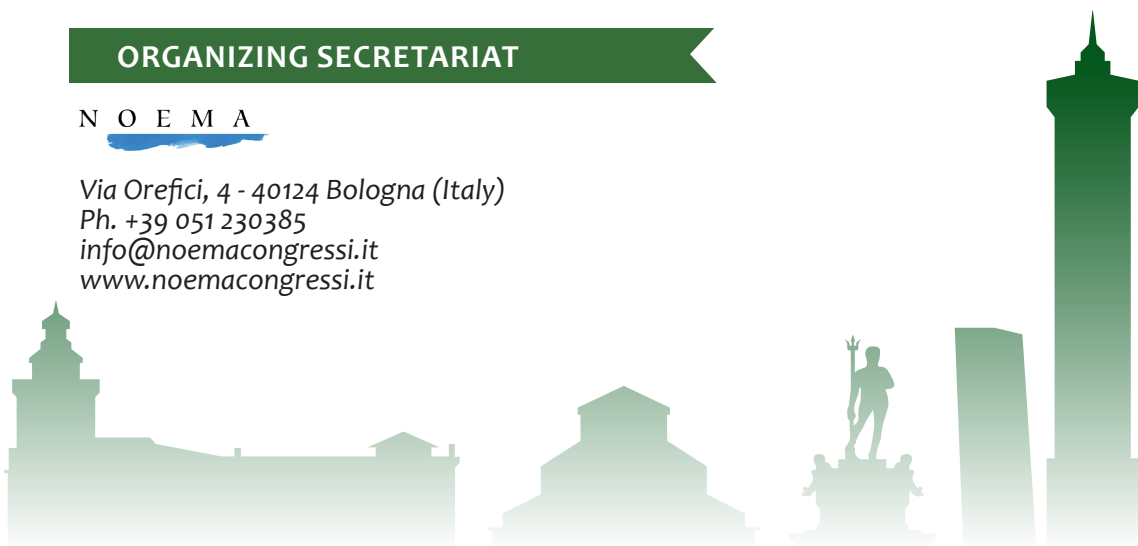 ORGANIZING SECRETARIAT
NOEMA
Via Orefici, 4 - 40124 Bologna (Italy)
Ph. +39 051 230385
info@noemacongressi.it
www.noemacongressi.it